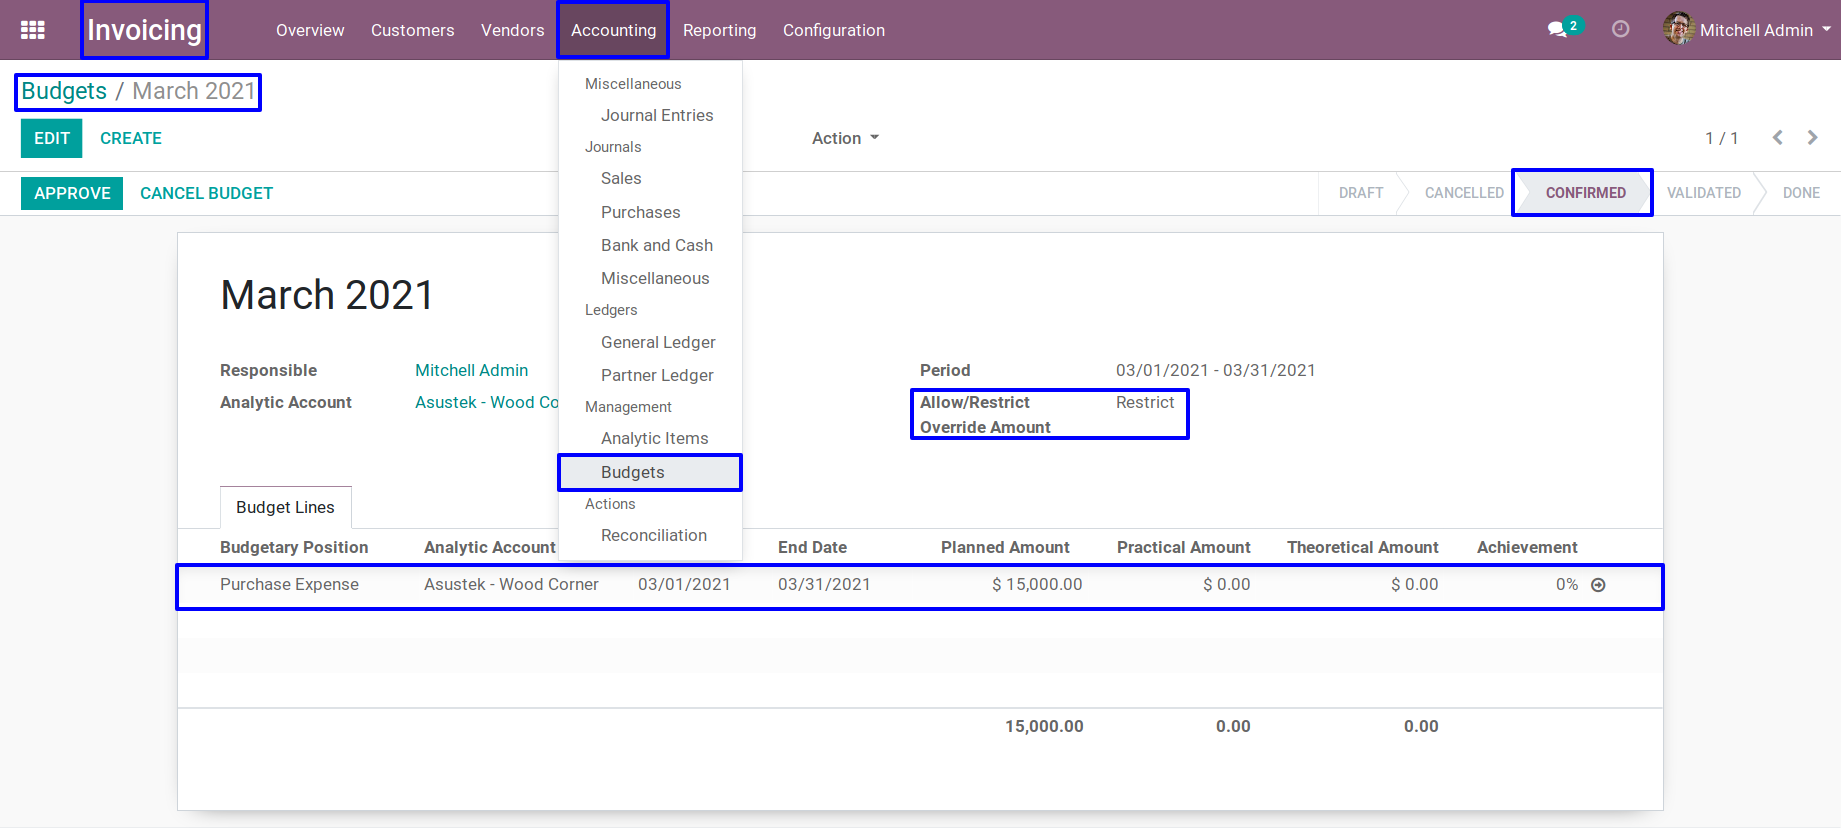 Invoicing Overview Customers Vendors Accounting Reporting Configuration 2 Mitchell Admin
Budgets / March 2021
EDIT CREATE Action 1 / 1
APPROVE CANCEL BUDGET DRAFT CANCELLED CONFIRMED VALIDATED DONE
Miscellaneous
Journal Entries
Journals
Sales
Purchases
Bank and Cash
Miscellaneous
Ledgers
General Ledger
Partner Ledger
Management
Analytic Items
Budgets
Actions
Reconciliation
March 2021
Responsible Mitchell Admin Period 03/01/2021 - 03/31/2021
Analytic Account Asustek - Wood Co Allow/Restrict Restrict
Override Amount
Budget Lines
Budgetary Position Analytic Account End Date Planned Amount Practical Amount Theoretical Amount Achievement
Purchase Expense Asustek - Wood Corner 03/01/2021 03/31/2021 $ 15,000.00 $ 0.00 $ 0.00 0%
15,000.00 0.00 0.00